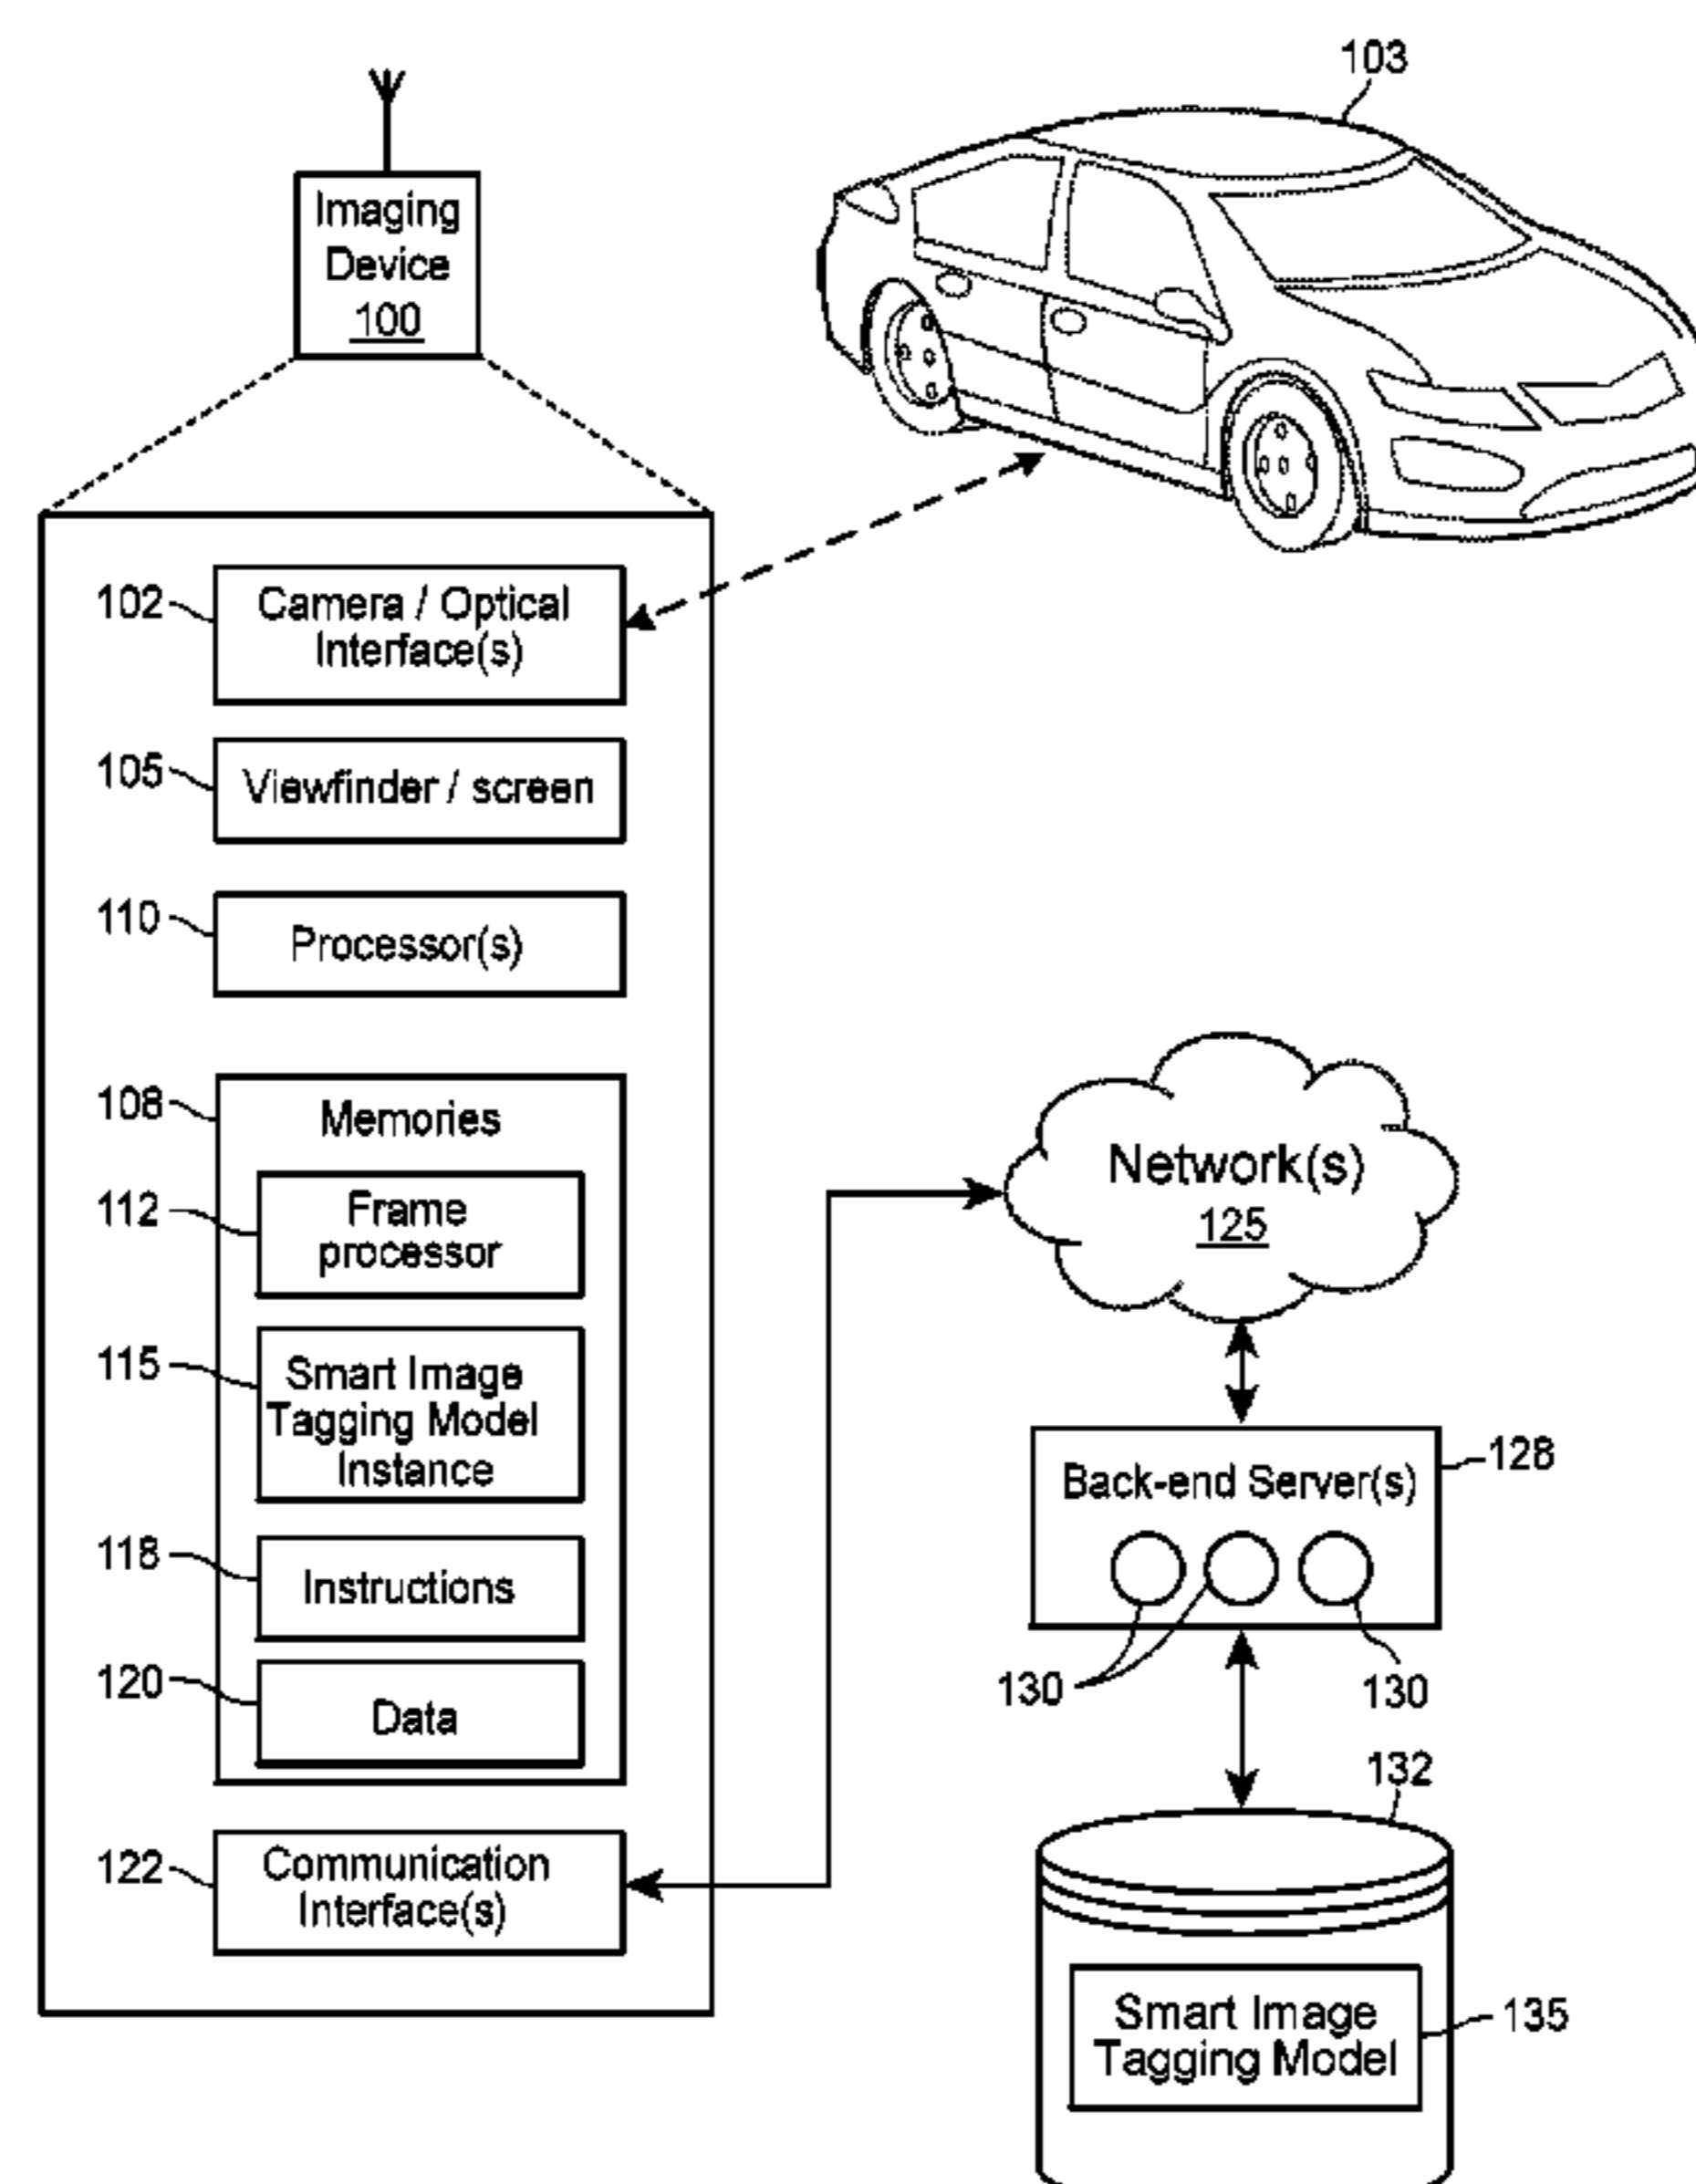 103
Imaging
Device
100
102
Camera / Optical
Interface(s)
105
Viewfinder / screen
110
Processor(s)
108
Memories
112
Frame
processor
115
Smart Image
Tagging Model
Instance
118
Instructions
120
Data
122
Communication
Interface(s)
Network(s)
125
128
Back-end Server(s)
130
130
132
Smart Image
Tagging Model
135